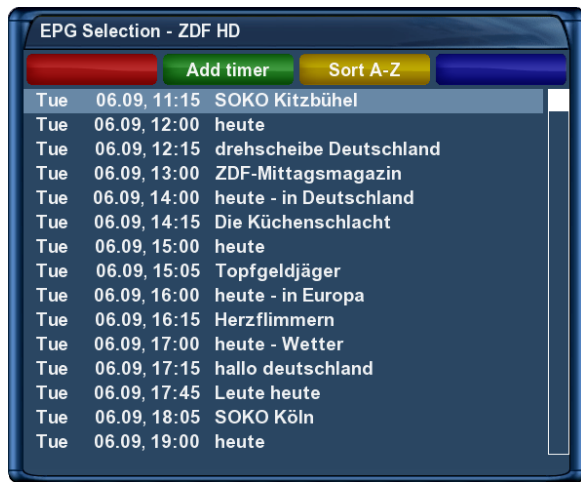 EPG Selection - ZDF HD
Add timer Sort A-Z
Tue 06.09, 11:15 SOKO Kitzbühel
Tue 06.09, 12:00 heute
Tue 06.09, 12:15 drehscheibe Deutschland
Tue 06.09, 13:00 ZDF-Mittagsmagazin
Tue 06.09, 14:00 heute - in Deutschland
Tue 06.09, 14:15 Die Küchenschlacht
Tue 06.09, 15:00 heute
Tue 06.09, 15:05 Topfgeldjäger
Tue 06.09, 16:00 heute - in Europa
Tue 06.09, 16:15 Herzflimmern
Tue 06.09, 17:00 heute - Wetter
Tue 06.09, 17:15 hallo deutschland
Tue 06.09, 17:45 Leute heute
Tue 06.09, 18:05 SOKO Köln
Tue 06.09, 19:00 heute